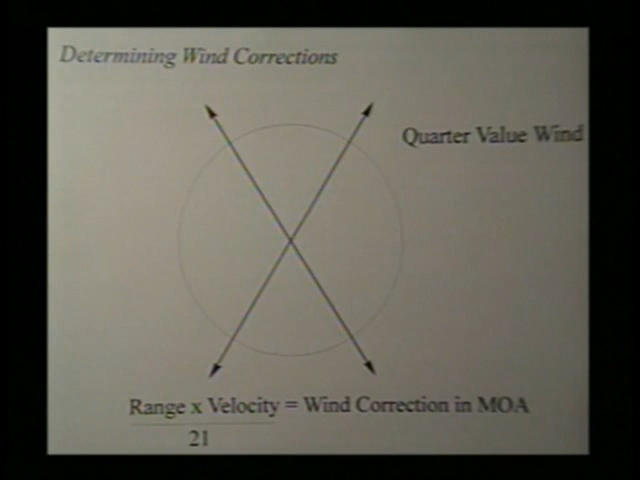 Determining Wind Corrections
Quarter Value Wind
Range x Velocity = Wind Correction in MOA
21